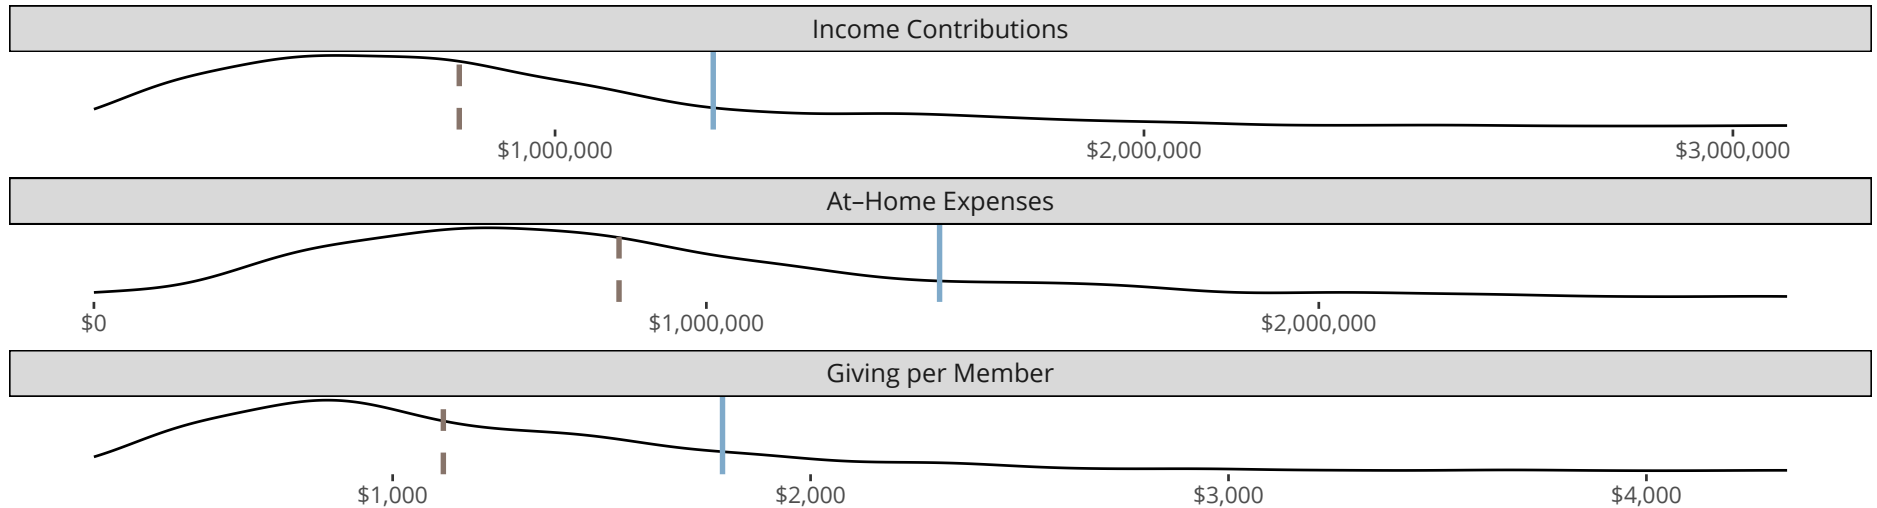 Income Contributions
$1,000,000 $2,000,000 $3,000,000
At–Home Expenses
$0 $1,000,000 $2,000,000
Giving per Member
$1,000 $2,000 $3,000 $4,000